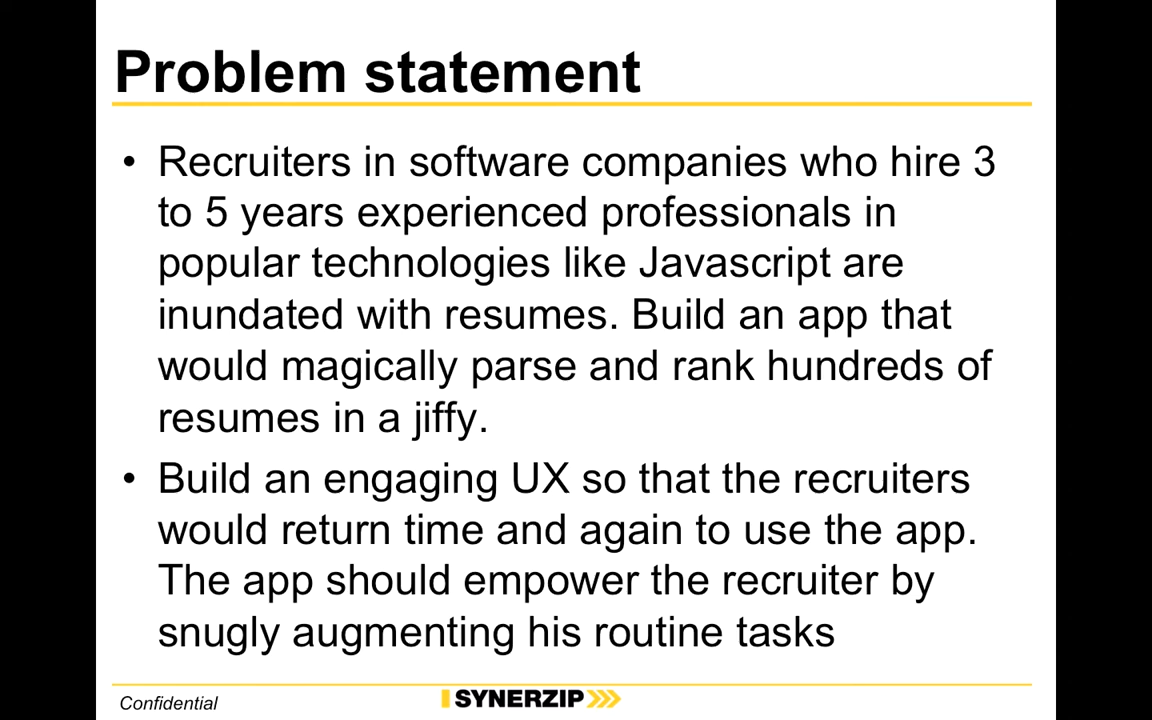 Problem statement
• Recruiters in software companies who hire 3
to 5 years experienced professionals in
popular technologies like Javascript are
inundated with resumes. Build an app that
would magically parse and rank hundreds of
resumes in a jiffy.
• Build an engaging UX so that the recruiters
would return time and again to use the app.
The app should empower the recruiter by
snugly augmenting his routine tasks
Confidential
SYNERZIP